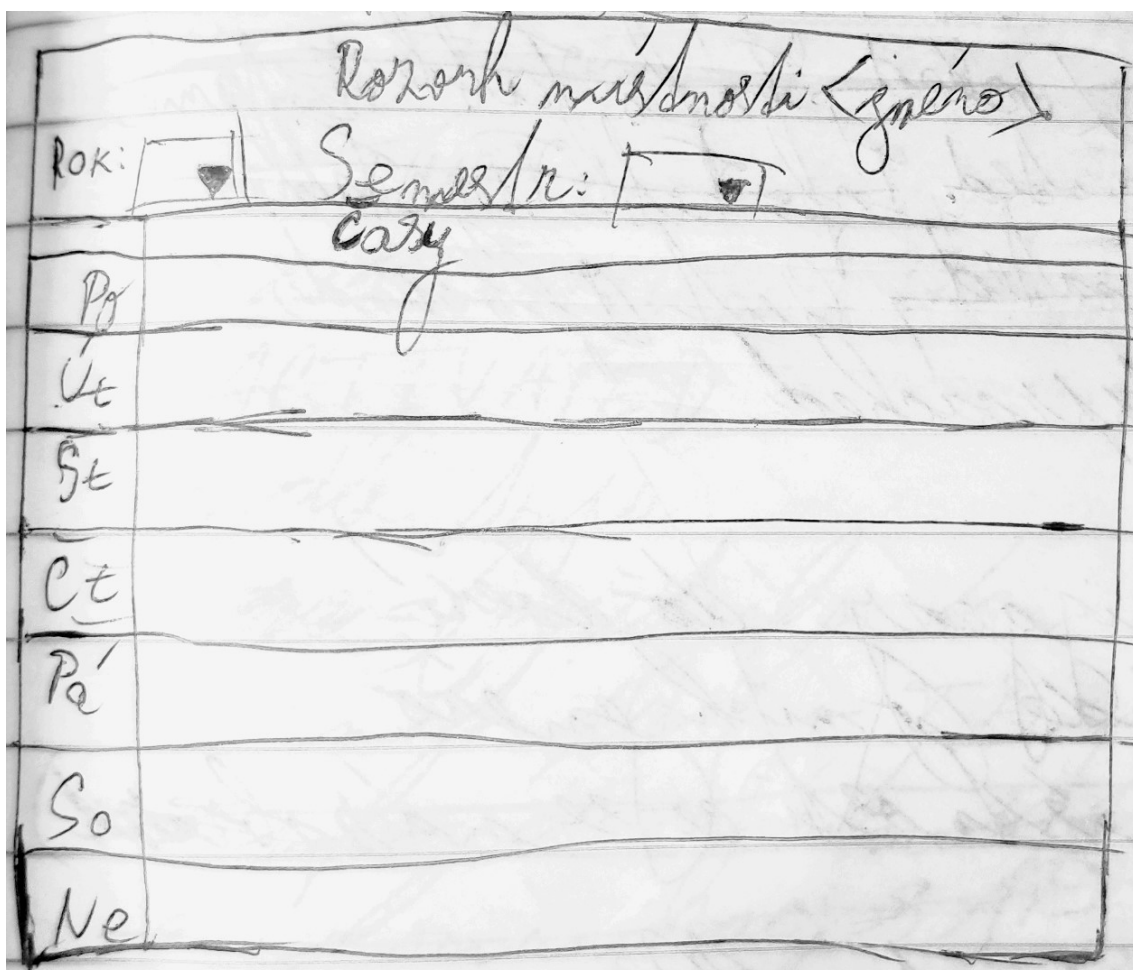 Rozvrh místnosti <jméno>
Rok: Semestr:
časy
Po
Út
St
Čt
Pá
So
Ne